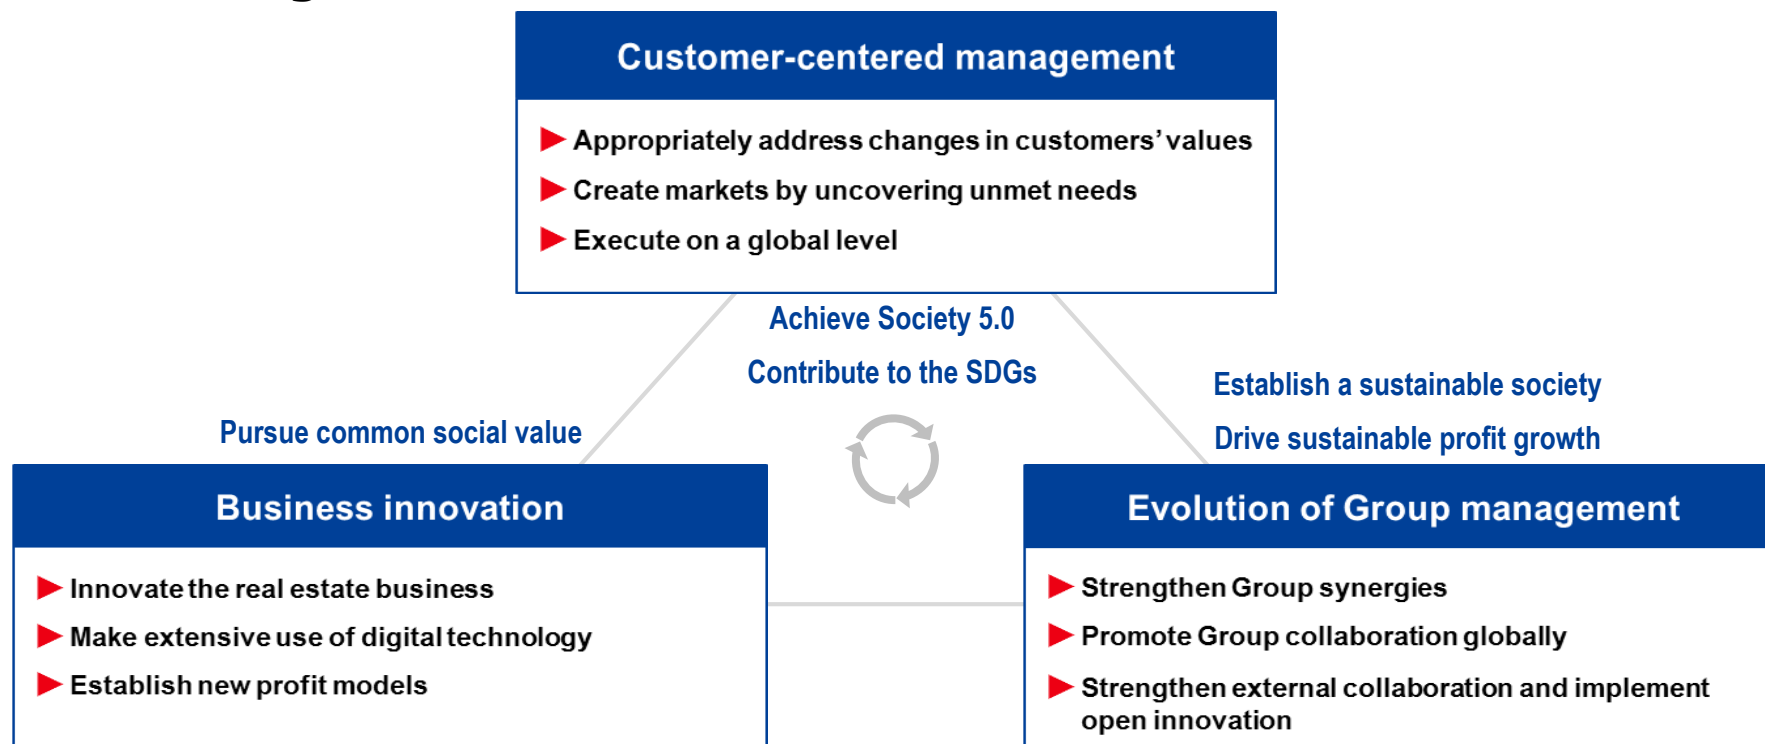 Customer-centered management
Appropriately address changes in customers’ values
Create markets by uncovering unmet needs
Execute on a global level
Achieve Society 5.0
Contribute to the SDGs
Establish a sustainable society
Drive sustainable profit growth
Pursue common social value
Business innovation
Innovate the real estate business
Make extensive use of digital technology
Establish new profit models
Evolution of Group management
Strengthen Group synergies
Promote Group collaboration globally
Strengthen external collaboration and implement
open innovation